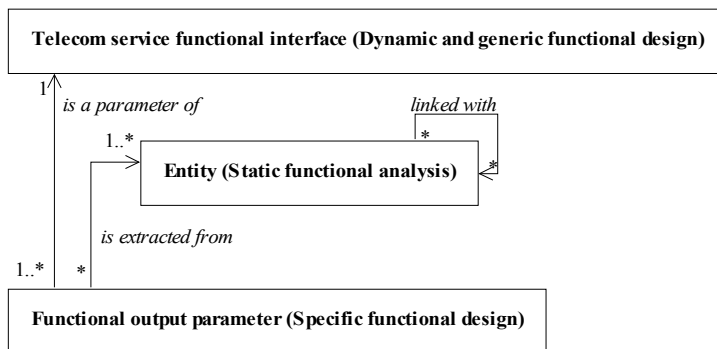 Telecom service functional interface (Dynamic and generic functional design)
1
is a parameter of
linked with
1..*
*
Entity (Static functional analysis)
*
is extracted from
1..*
*
Functional output parameter (Specific functional design)